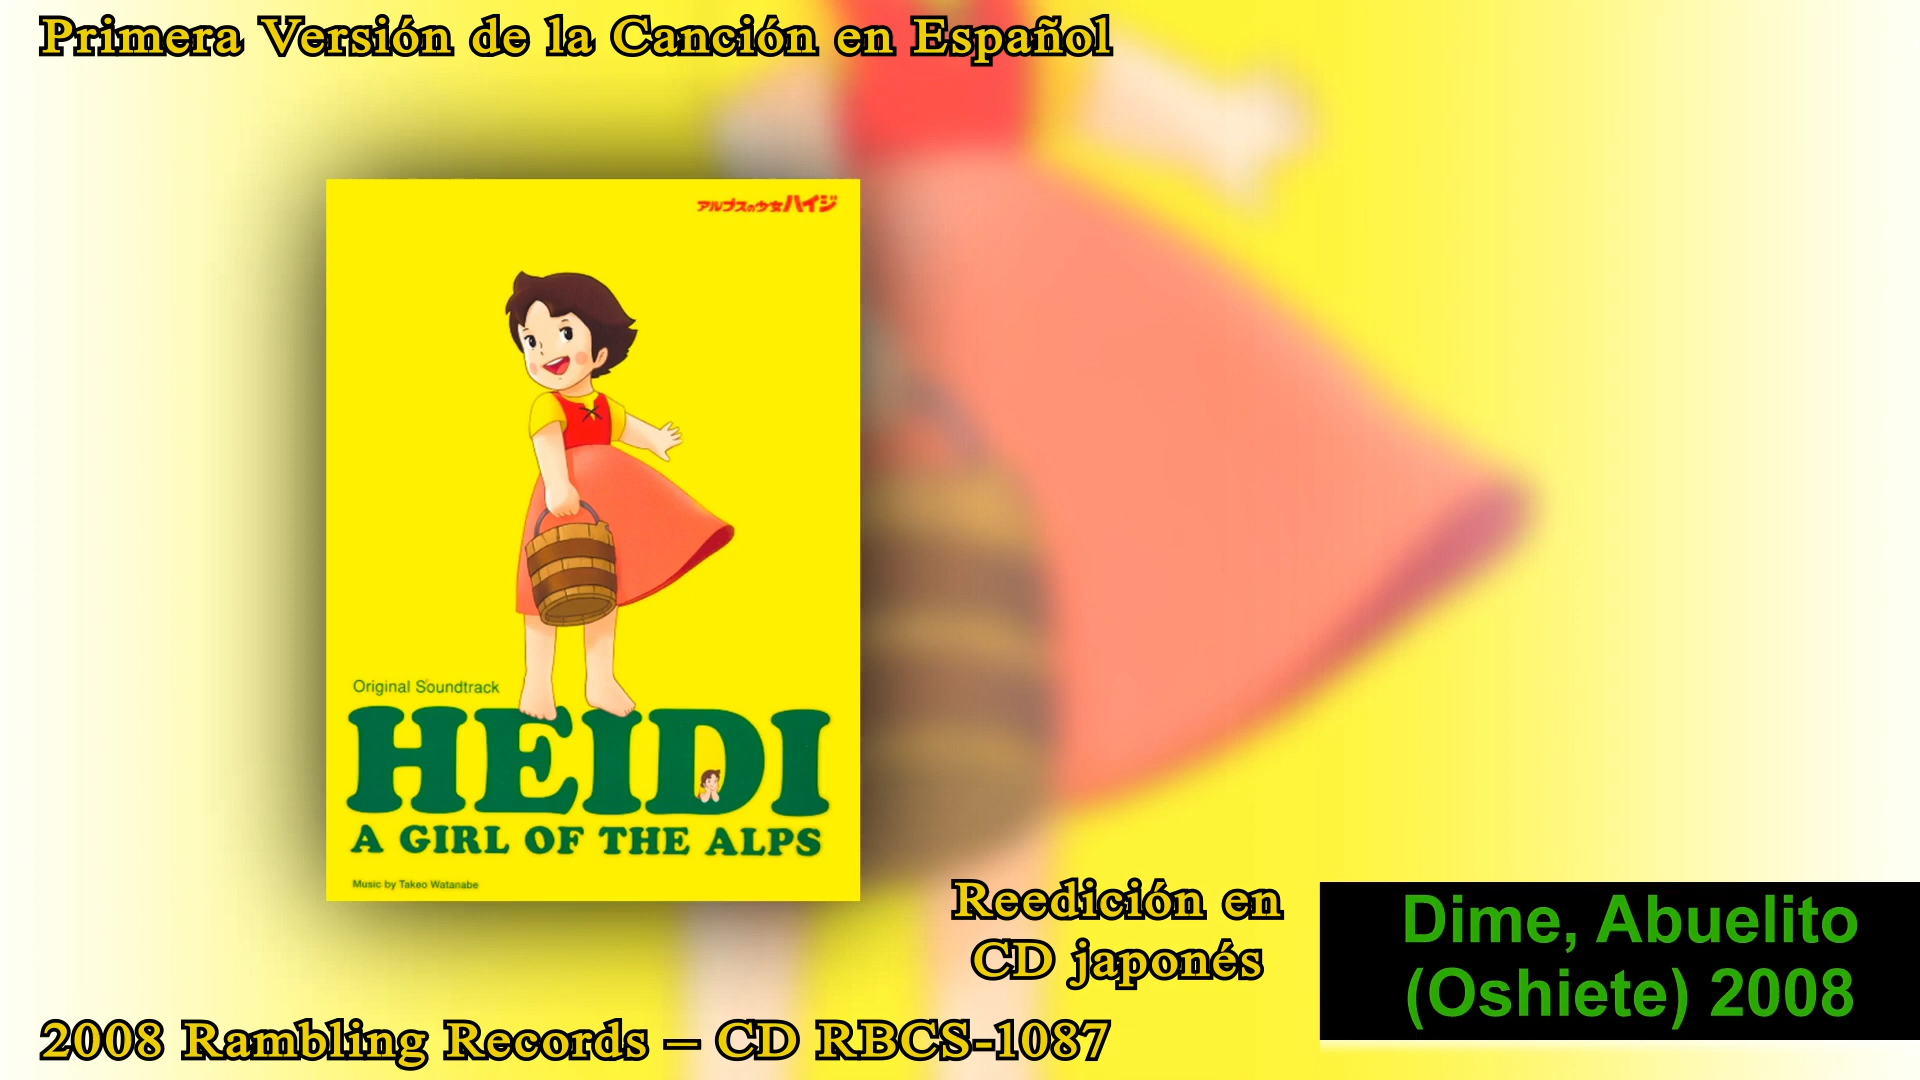 Primera Versión de la Canción en Español
アルプスの少女ハイジ
Original Soundtrack
HEIDI
A GIRL OF THE ALPS
Music by Takeo Watanabe
Reedición en
CD japonés
Dime, Abuelito
(Oshiete) 2008
2008 Rambling Records – CD RBCS-1087